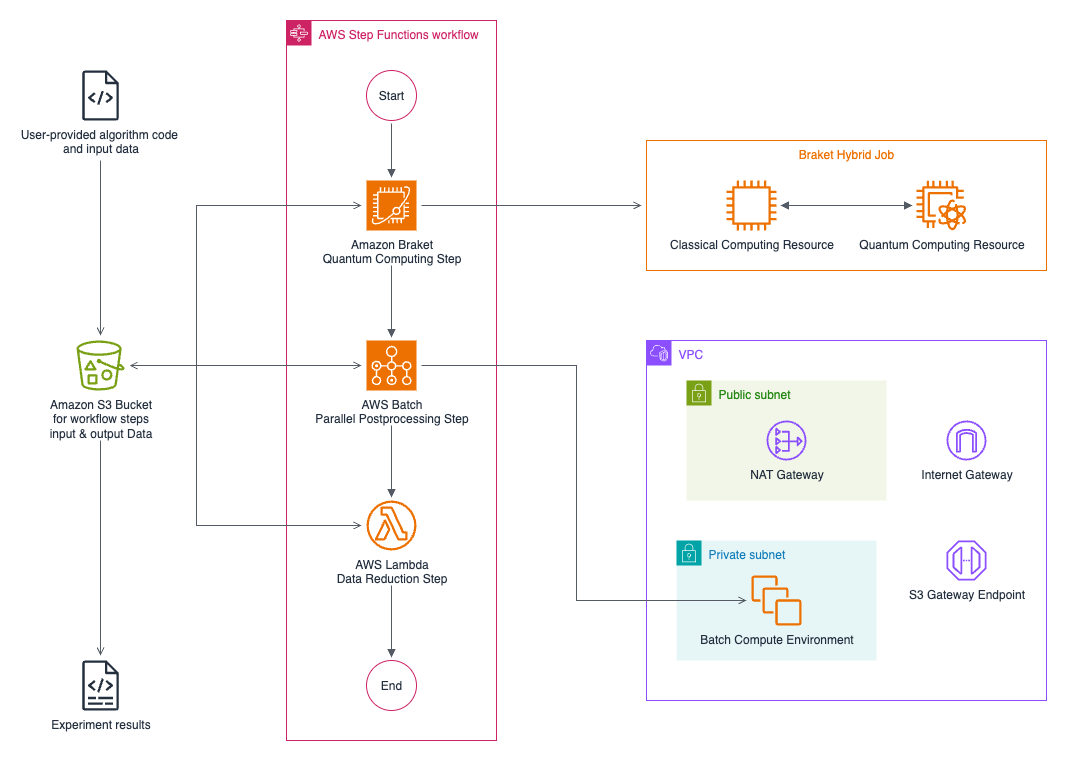 AWS Step Functions workflow
Start
User-provided algorithm code
and input data
Braket Hybrid Job
Classical Computing Resource
Quantum Computing Resource
Amazon Braket
Quantum Computing Step
VPC
Public subnet
NAT Gateway
Internet Gateway
Amazon S3 Bucket
for workflow steps
input & output Data
AWS Batch
Parallel Postprocessing Step
Private subnet
S3 Gateway Endpoint
Batch Compute Environment
AWS Lambda
Data Reduction Step
End
Experiment results